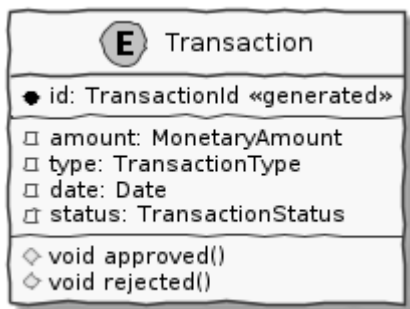 E Transaction
id: TransactionId «generated»
amount: MonetaryAmount
type: TransactionType
date: Date
status: TransactionStatus
void approved()
void rejected()